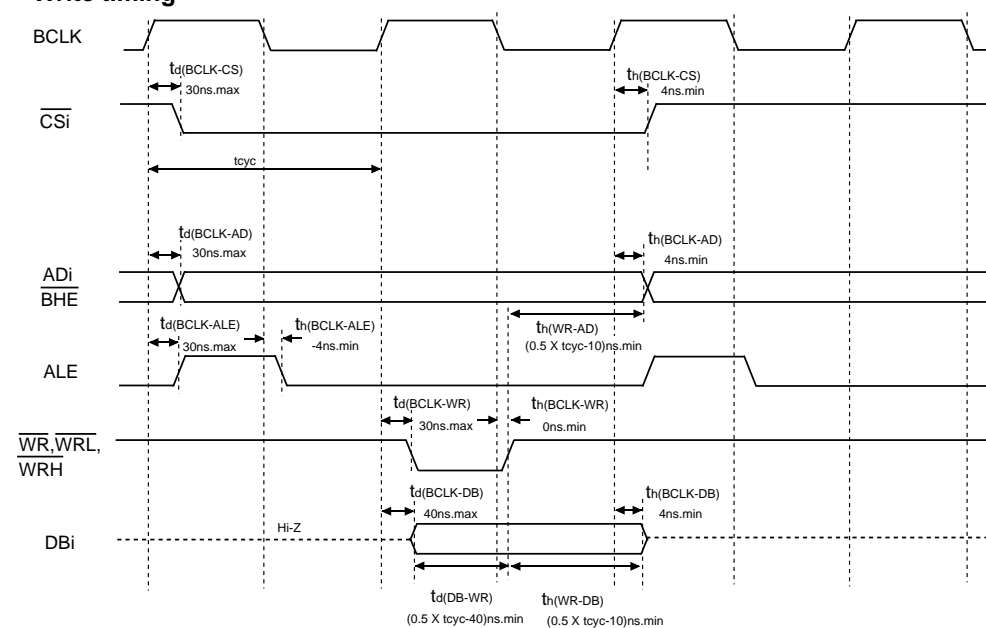 BCLK
td(BCLK-CS)
30ns.max
th(BCLK-CS)
4ns.min
CSi
tcyc
td(BCLK-AD)
30ns.max
th(BCLK-AD)
4ns.min
ADi
BHE
td(BCLK-ALE)
30ns.max
th(BCLK-ALE)
-4ns.min
th(WR-AD)
(0.5 X tcyc-10)ns.min
ALE
td(BCLK-WR)
30ns.max
th(BCLK-WR)
0ns.min
WR,WRL,
WRH
td(BCLK-DB)
40ns.max
th(BCLK-DB)
4ns.min
Hi-Z
DBi
td(DB-WR)
(0.5 X tcyc-40)ns.min
th(WR-DB)
(0.5 X tcyc-10)ns.min